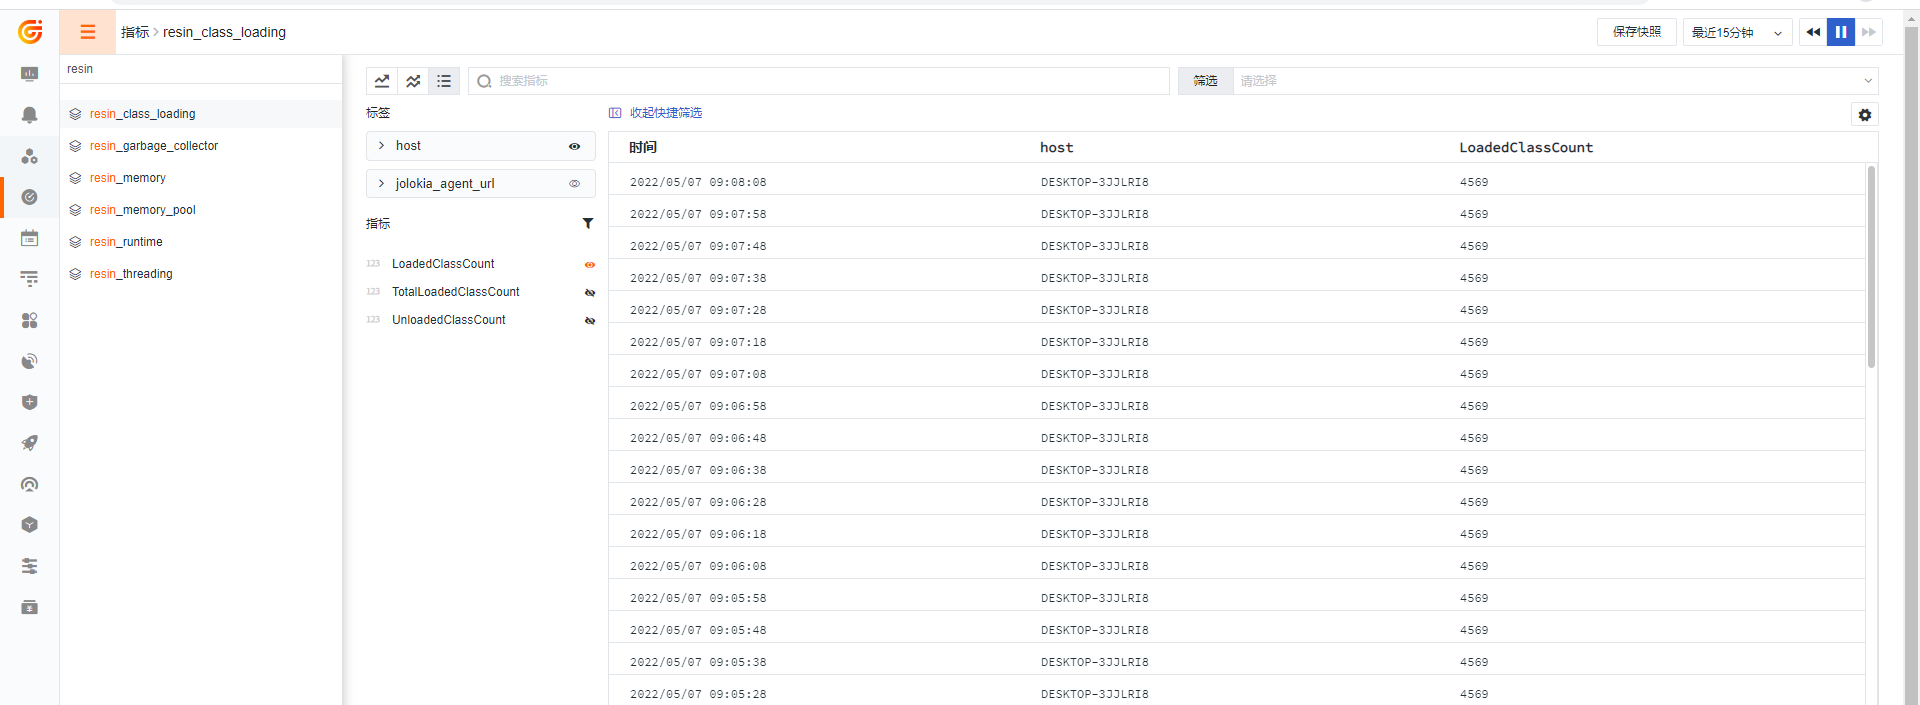 指标 > resin_class_loading
保存快照
最近15分钟
resin
resin_class_loading
resin_garbage_collector
resin_memory
resin_memory_pool
resin_runtime
resin_threading
搜索指标
筛选
请选择
标签
host
jolokia_agent_url
指标
123 LoadedClassCount
123 TotalLoadedClassCount
123 UnloadedClassCount
收起快捷筛选
时间 host LoadedClassCount
2022/05/07 09:08:08 DESKTOP-3JJLRI8 4569
2022/05/07 09:07:58 DESKTOP-3JJLRI8 4569
2022/05/07 09:07:48 DESKTOP-3JJLRI8 4569
2022/05/07 09:07:38 DESKTOP-3JJLRI8 4569
2022/05/07 09:07:28 DESKTOP-3JJLRI8 4569
2022/05/07 09:07:18 DESKTOP-3JJLRI8 4569
2022/05/07 09:07:08 DESKTOP-3JJLRI8 4569
2022/05/07 09:06:58 DESKTOP-3JJLRI8 4569
2022/05/07 09:06:48 DESKTOP-3JJLRI8 4569
2022/05/07 09:06:38 DESKTOP-3JJLRI8 4569
2022/05/07 09:06:28 DESKTOP-3JJLRI8 4569
2022/05/07 09:06:18 DESKTOP-3JJLRI8 4569
2022/05/07 09:06:08 DESKTOP-3JJLRI8 4569
2022/05/07 09:05:58 DESKTOP-3JJLRI8 4569
2022/05/07 09:05:48 DESKTOP-3JJLRI8 4569
2022/05/07 09:05:38 DESKTOP-3JJLRI8 4569
2022/05/07 09:05:28 DESKTOP-3JJLRI8 4569